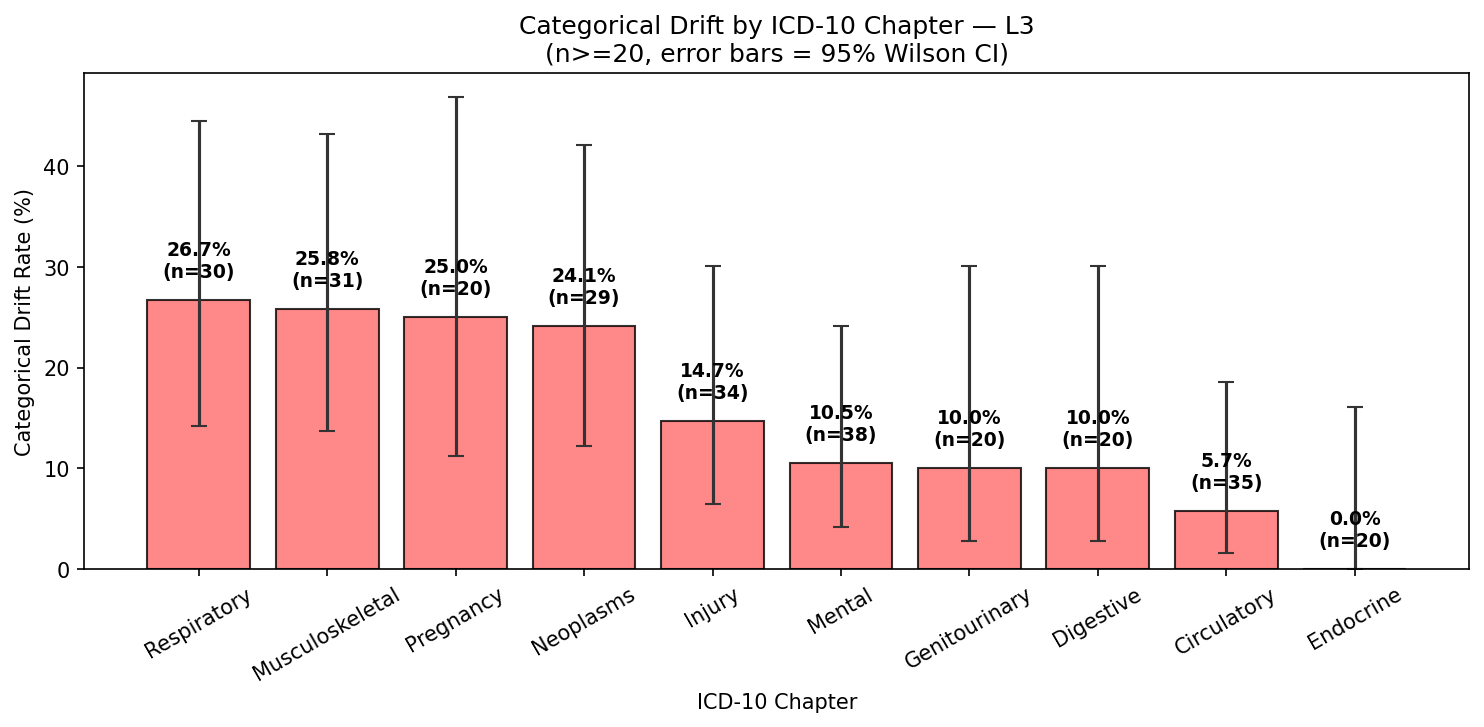 Categorical Drift by ICD-10 Chapter — L3
(n>=20, error bars = 95% Wilson CI)
Categorical Drift Rate (%)
40
30
20
10
0
26.7%
(n=30)
25.8%
(n=31)
25.0%
(n=20)
24.1%
(n=29)
14.7%
(n=34)
10.5%
(n=38)
10.0%
(n=20)
10.0%
(n=20)
5.7%
(n=35)
0.0%
(n=20)
Respiratory
Musculoskeletal
Pregnancy
Neoplasms
Injury
Mental
Genitourinary
Digestive
Circulatory
Endocrine
ICD-10 Chapter